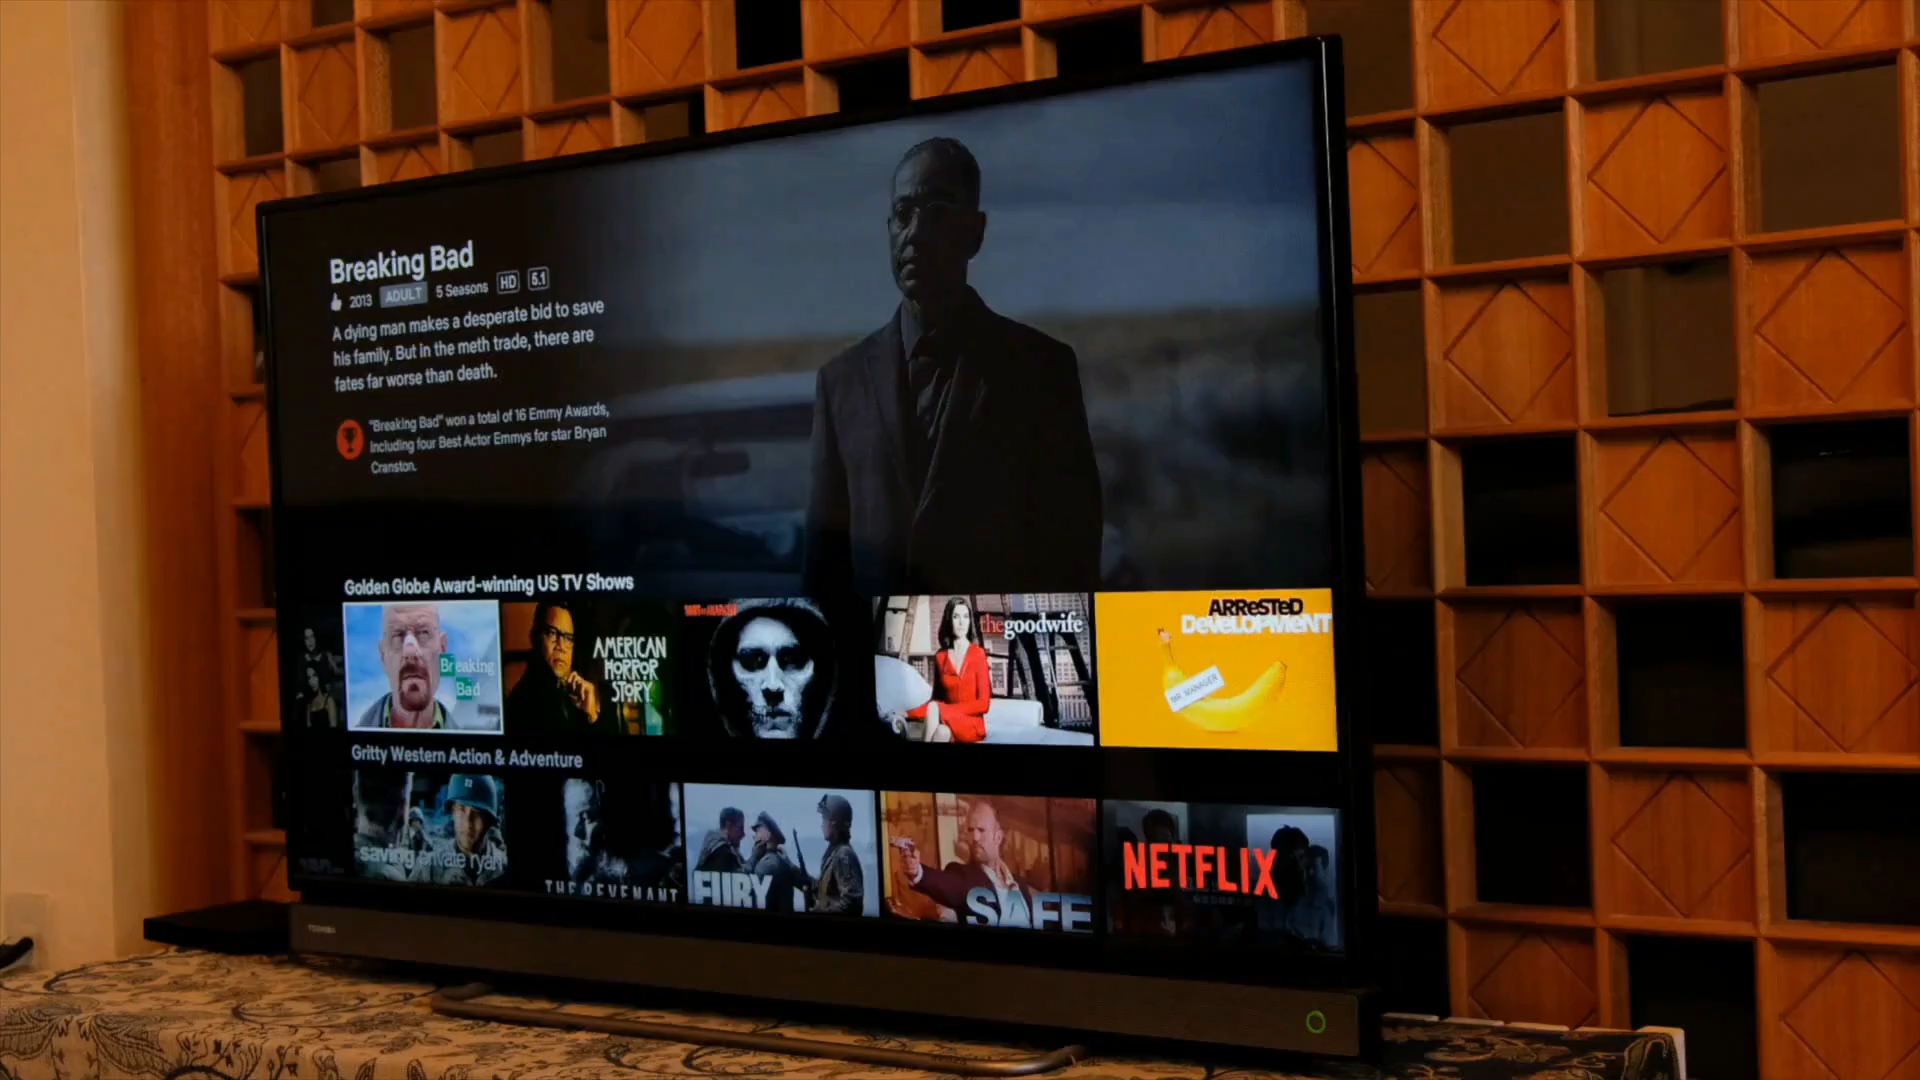 Breaking Bad
2013 ADULT 5 Seasons HD 5.1
A dying man makes a desperate bid to save
his family. But in the meth trade, there are
fates far worse than death.
"Breaking Bad" won a total of 16 Emmy Awards,
including four Best Actor Emmys for star Bryan
Cranston.
Golden Globe Award-winning US TV Shows
Breaking
Bad
AMERICAN
HORROR
STORY
thegoodwife
ARRESTED
DEVELOPMENT
MR. MANAGER
Gritty Western Action & Adventure
saving private ryan
THE REVENANT
FURY
SAFE
NETFLIX
TOSHIBA